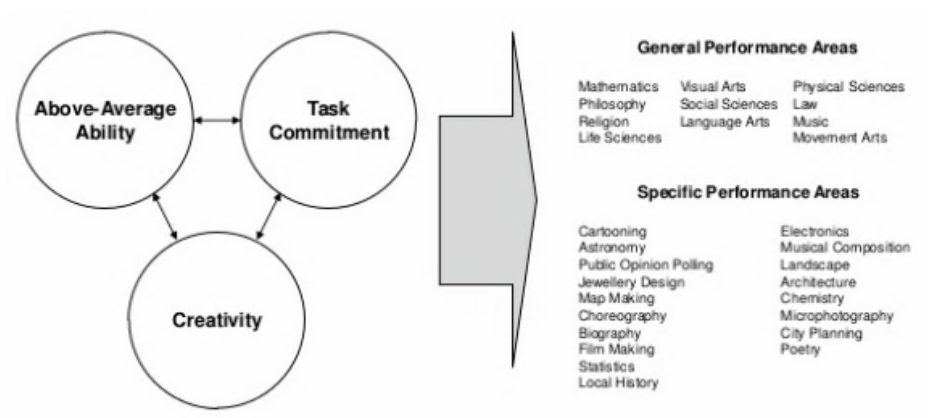 Above-Average
Ability
Task
Commitment
Creativity
General Performance Areas
Mathematics
Philosophy
Religion
Life Sciences
Visual Arts
Social Sciences
Language Arts
Physical Sciences
Law
Music
Movement Arts
Specific Performance Areas
Cartooning
Astronomy
Public Opinion Polling
Jewellery Design
Map Making
Choreography
Biography
Film Making
Statistics
Local History
Electronics
Musical Composition
Landscape
Architecture
Chemistry
Microphotography
City Planning
Poetry